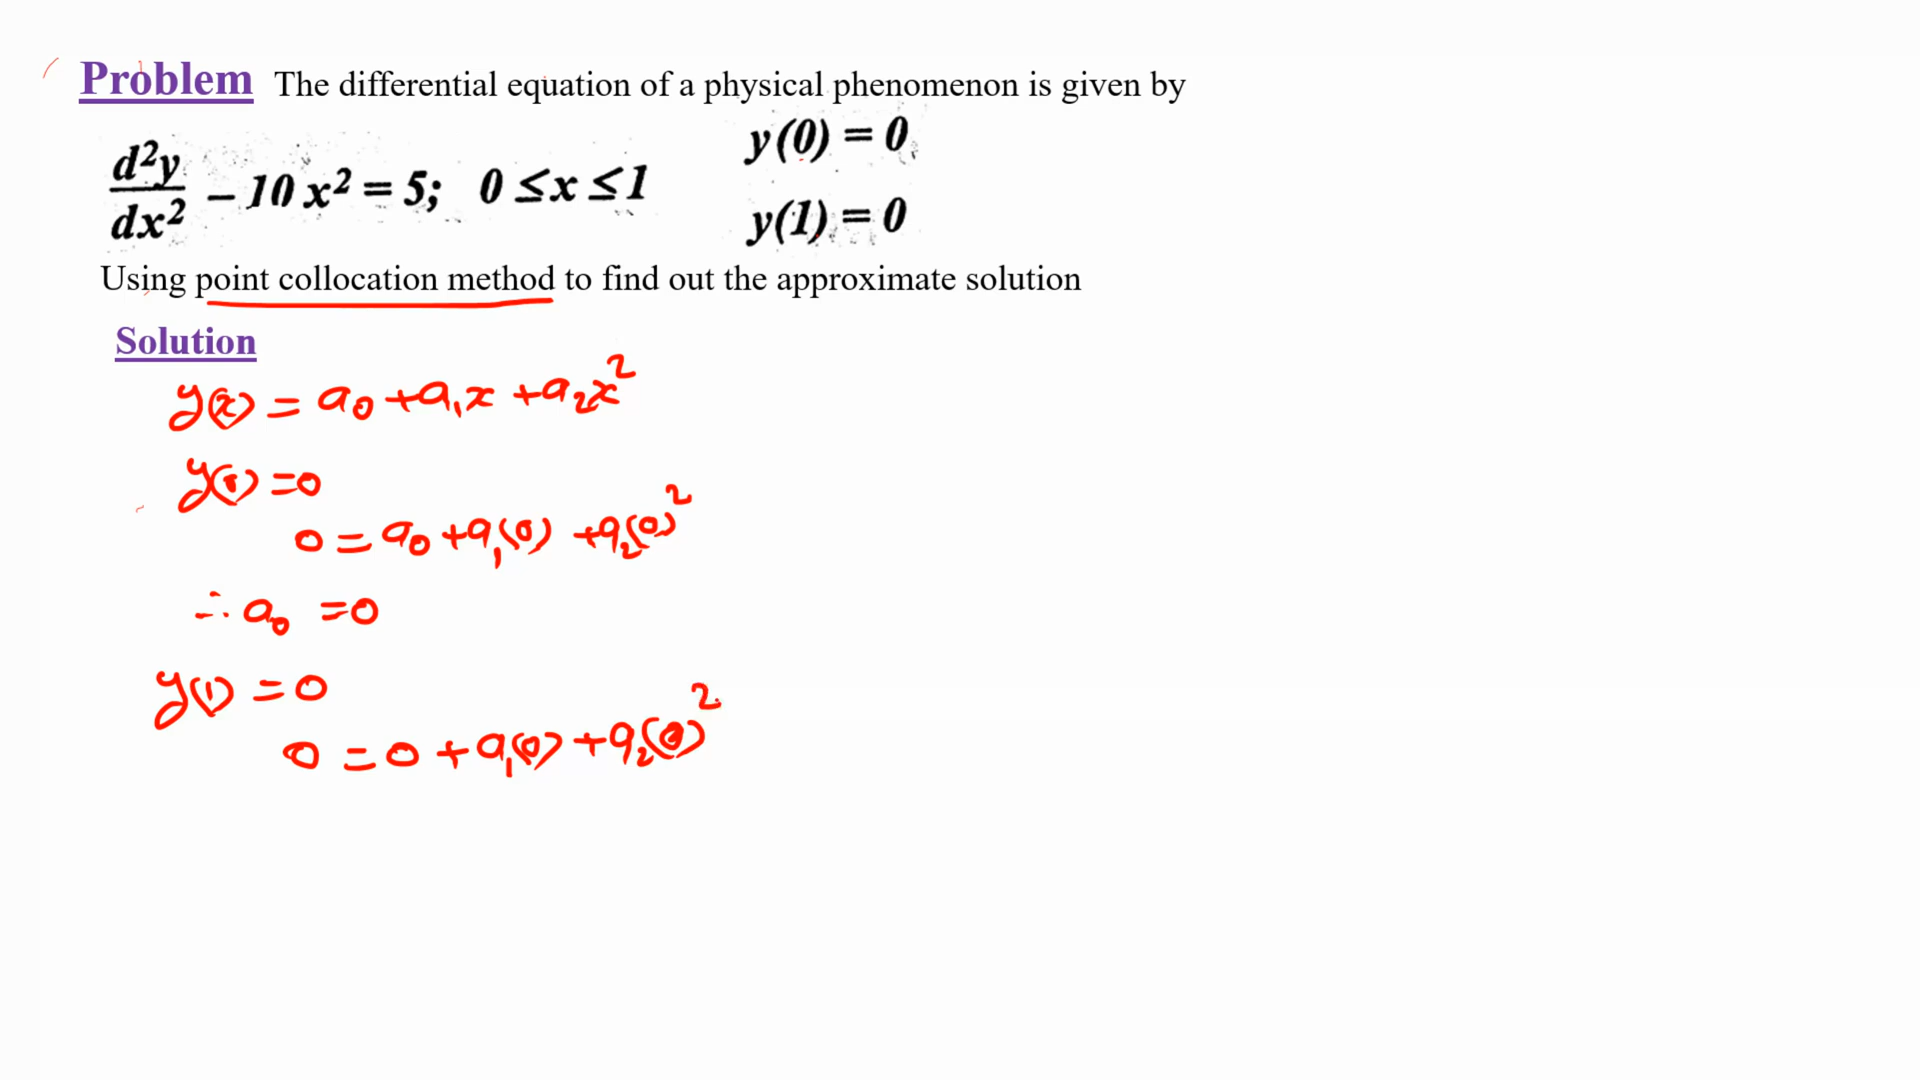 Problem The differential equation of a physical phenomenon is given by
d²y/dx² – 10 x² = 5; 0 ≤ x ≤ 1 y(0) = 0
y(1) = 0
Using point collocation method to find out the approximate solution
Solution
y(x) = a₀ + a₁x + a₂x²
y(0) = 0
0 = a₀ + a₁(0) + a₂(0)²
∴ a₀ = 0
y(1) = 0
0 = 0 + a₁(0) + a₂(0)²